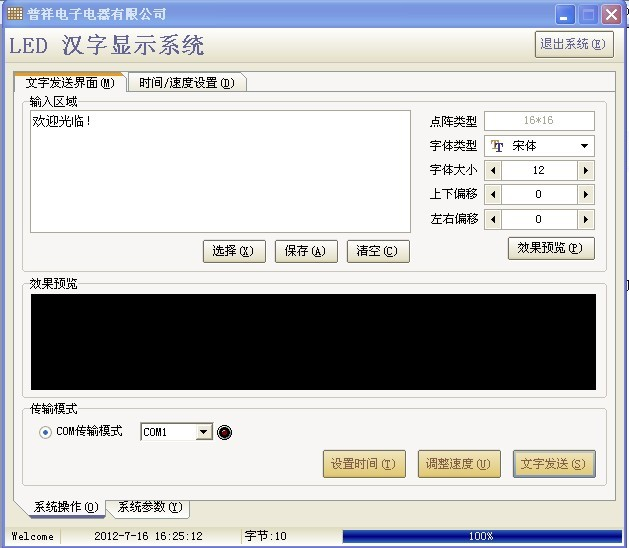 普祥电子电器有限公司
LED 汉字显示系统
退出系统(E)
文字发送界面(M)
时间/速度设置(D)
输入区域
欢迎光临!
点阵类型
16*16
字体类型
宋体
字体大小
12
上下偏移
0
左右偏移
0
选择(X)
保存(A)
清空(C)
效果预览(P)
效果预览
传输模式
COM传输模式
COM1
设置时间(T)
调整速度(U)
文字发送(S)
系统操作(O)
系统参数(Y)
Welcome
2012-7-16 16:25:12
字节:10
100%